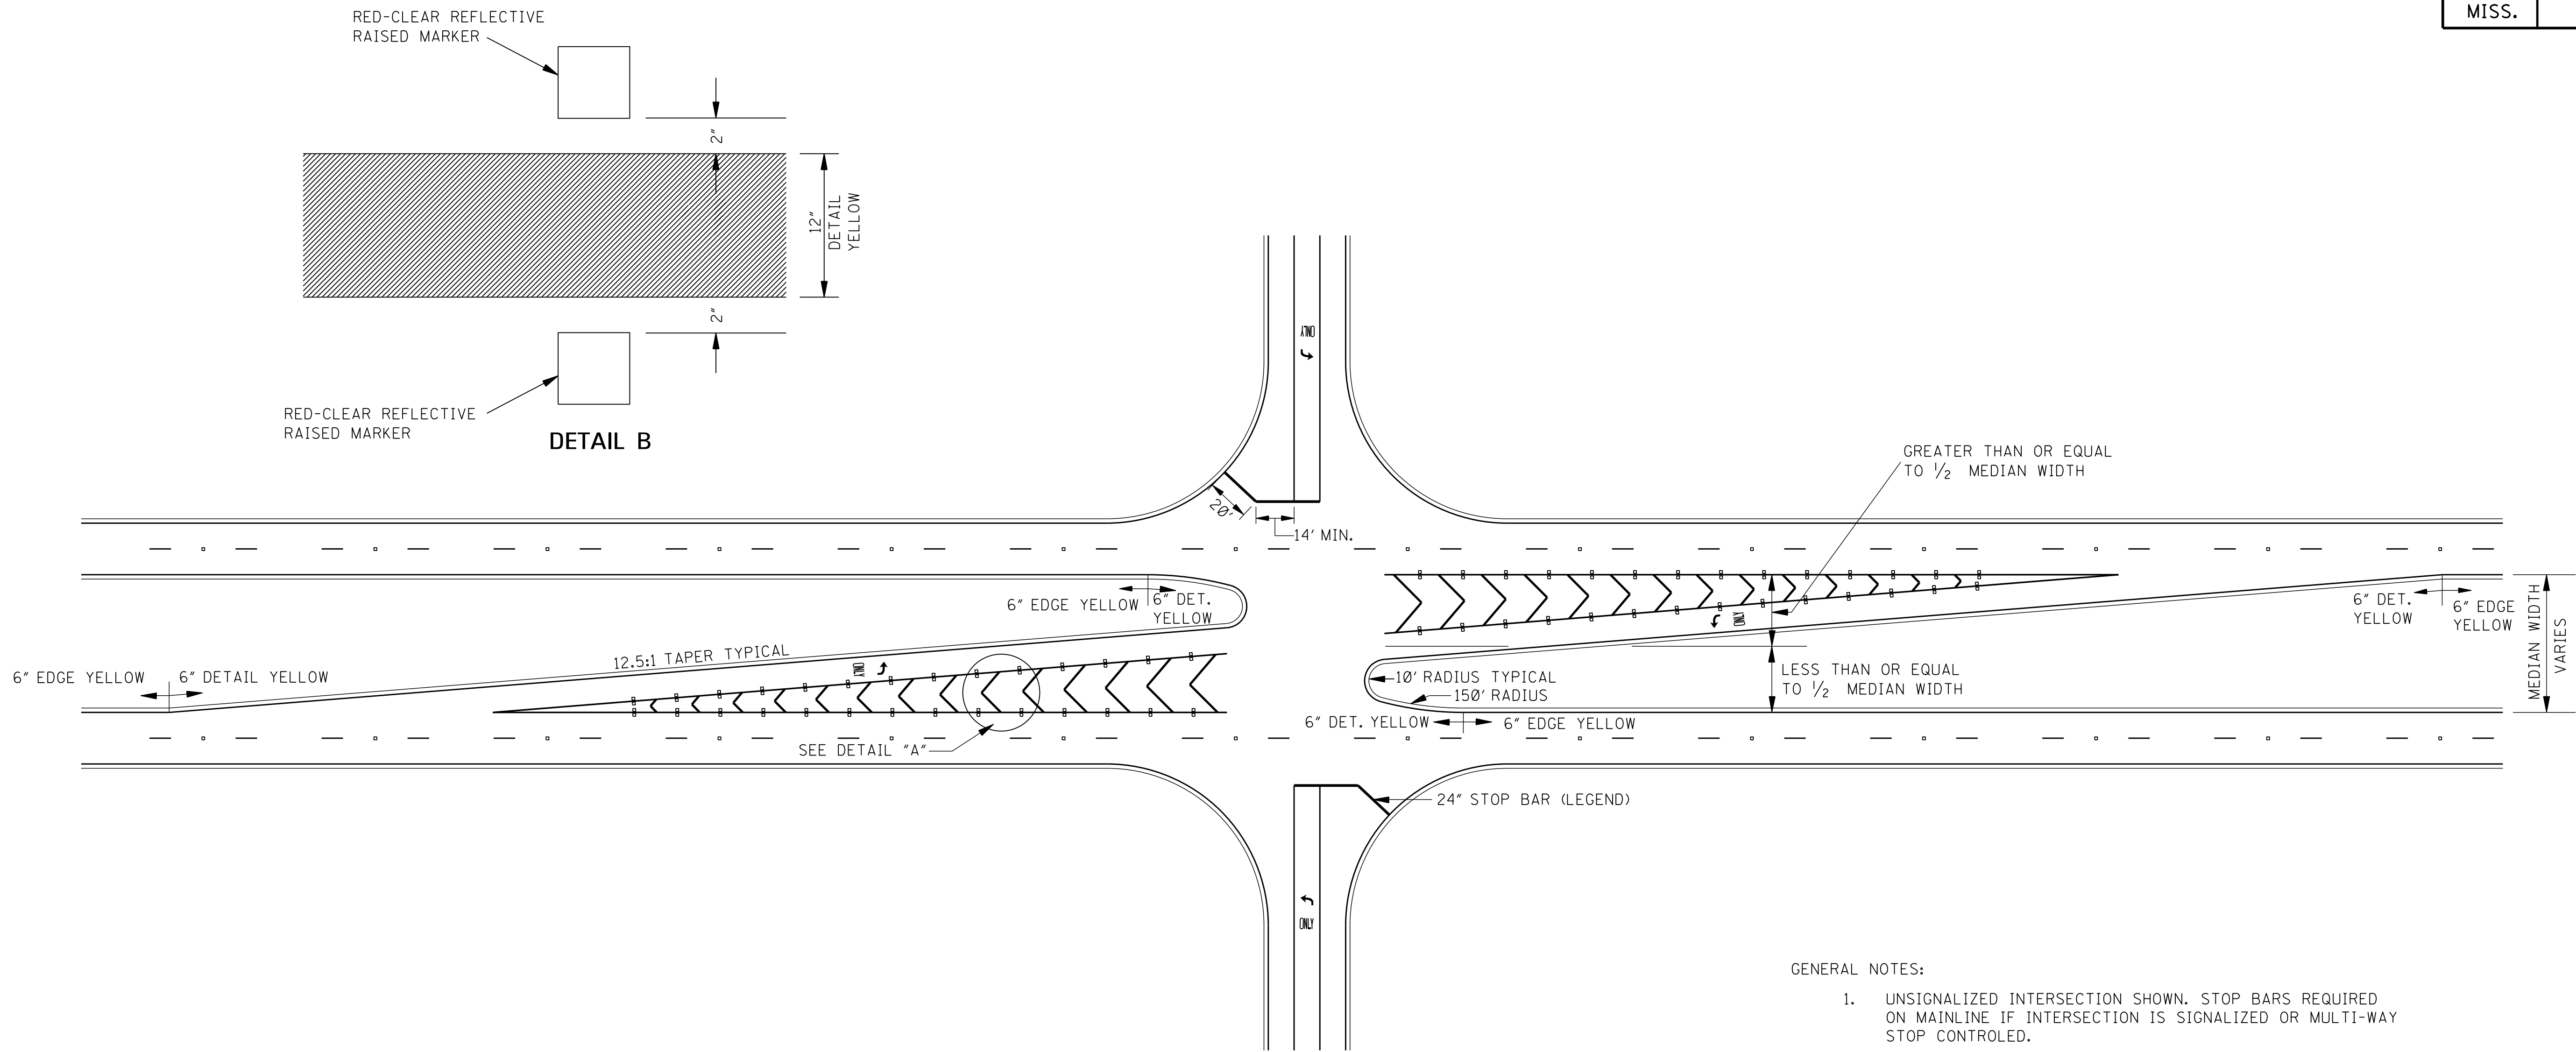 MISS.
RED-CLEAR REFLECTIVE
RAISED MARKER
2"
12"
DETAIL
YELLOW
2"
RED-CLEAR REFLECTIVE
RAISED MARKER
DETAIL B
ONLY
GREATER THAN OR EQUAL
TO 1/2 MEDIAN WIDTH
20'
14' MIN.
6" EDGE YELLOW
6" DET.
YELLOW
ONLY
6" DET.
YELLOW
6" EDGE
YELLOW
MEDIAN WIDTH
VARIES
12.5:1 TAPER TYPICAL
ONLY
6" EDGE YELLOW
6" DETAIL YELLOW
10' RADIUS TYPICAL
150' RADIUS
LESS THAN OR EQUAL
TO 1/2 MEDIAN WIDTH
6" DET. YELLOW
6" EDGE YELLOW
SEE DETAIL "A"
24" STOP BAR (LEGEND)
ONLY
GENERAL NOTES:
1. UNSIGNALIZED INTERSECTION SHOWN. STOP BARS REQUIRED
ON MAINLINE IF INTERSECTION IS SIGNALIZED OR MULTI-WAY
STOP CONTROLED.